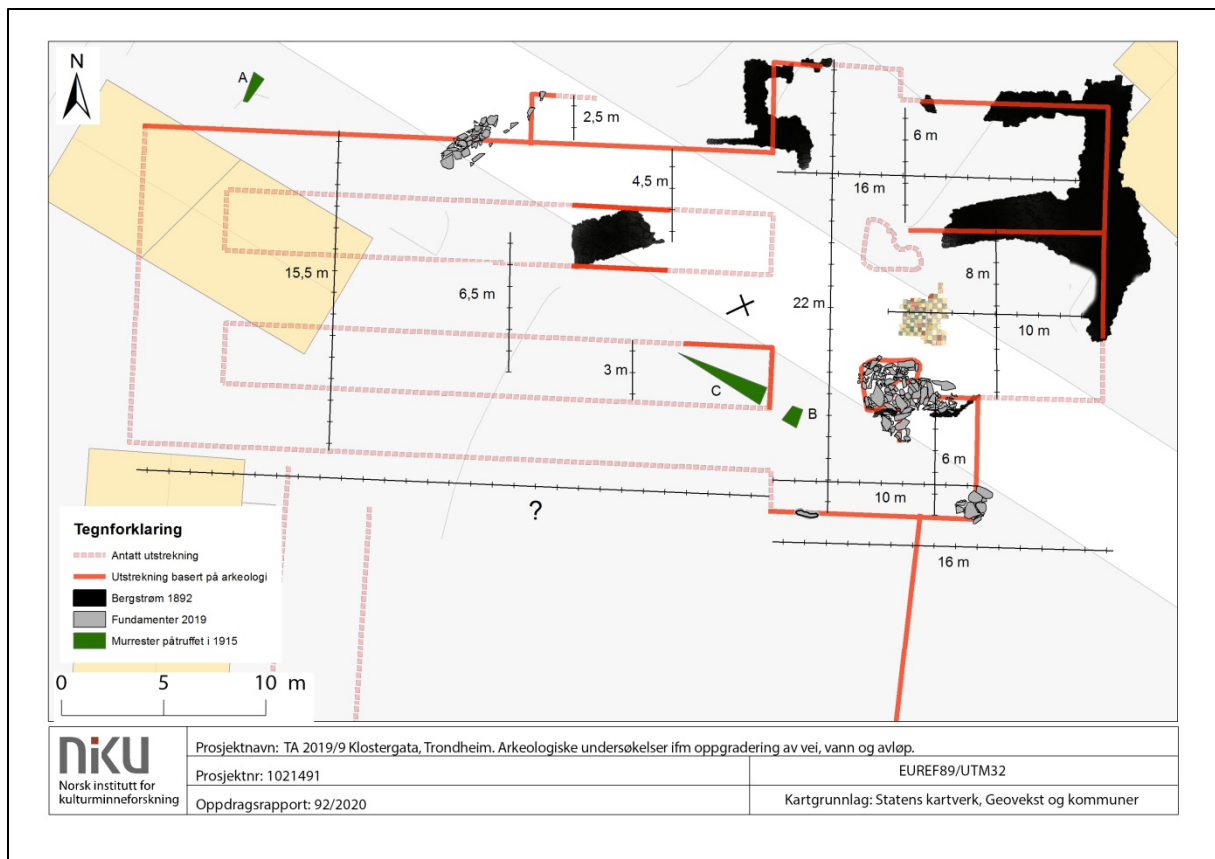 N
A
2,5 m
6 m
4,5 m
16 m
15,5 m
6,5 m
8 m
22 m
10 m
3 m
C
B
6 m
10 m
?
16 m
Tegnforklaring
Antatt utstrekning
Utstrekning basert på arkeologi
Bergstrøm 1892
Fundamenter 2019
Murrester påtruffet i 1915
0 5 10 m
niku
Norsk institutt for
kulturminneforskning
Prosjektnavn: TA 2019/9 Klostergata, Trondheim. Arkeologiske undersøkelser ifm oppgradering av vei, vann og avløp.
Prosjektnr: 1021491
EUREF89/UTM32
Oppdragsrapport: 92/2020
Kartgrunnlag: Statens kartverk, Geovekst og kommuner